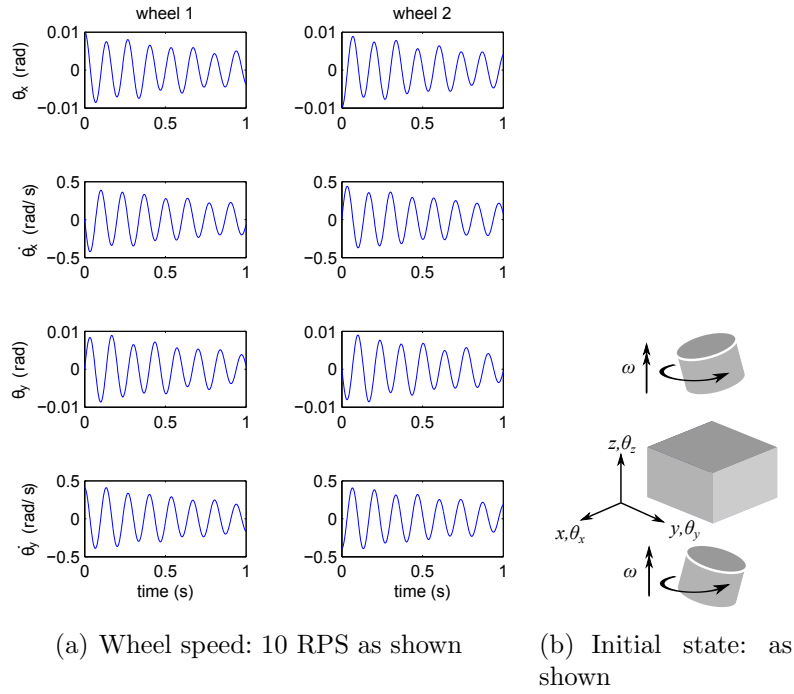 wheel 1 wheel 2
0.01 0 −0.01 θx (rad) 0 0.5 1 0.01 0 −0.01 0 0.5 1
0.5 0 −0.5 θ̇x (rad/ s) 0 0.5 1 0.5 0 −0.5 0 0.5 1
0.01 0 −0.01 θy (rad) 0 0.5 1 0.01 0 −0.01 0 0.5 1
0.5 0 −0.5 θ̇y (rad/ s) 0 0.5 1 0.5 0 −0.5 0 0.5 1
time (s) time (s)
ω
z,θz
x,θx y,θy
ω
(a) Wheel speed: 10 RPS as shown
(b) Initial state: as
shown